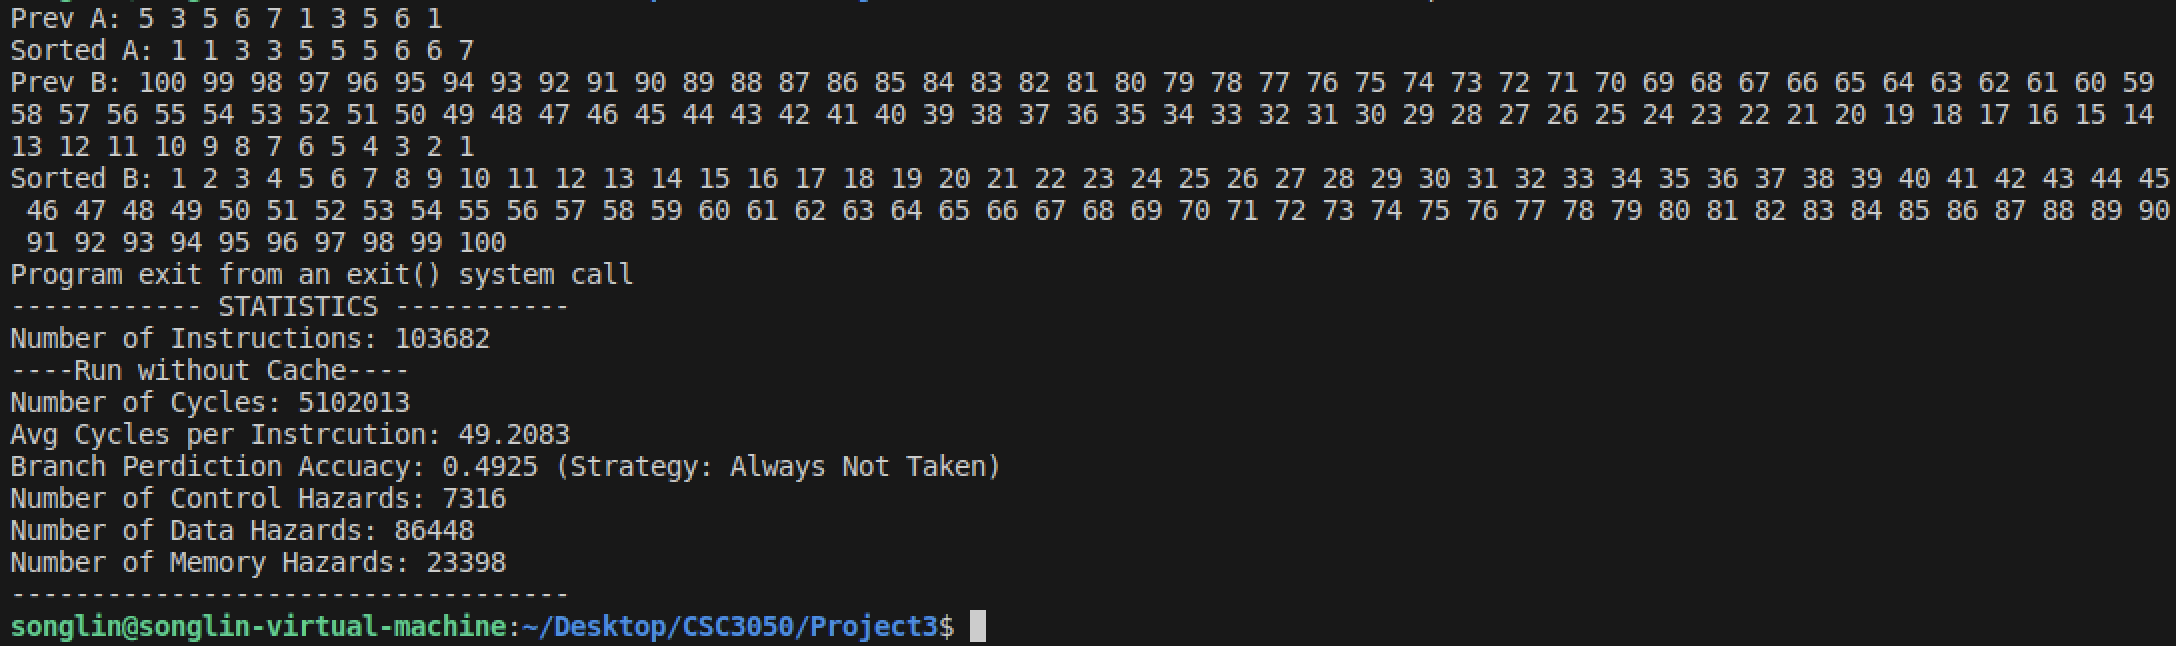 Prev A: 5 3 5 6 7 1 3 5 6 1
Sorted A: 1 1 3 3 5 5 5 6 6 7
Prev B: 100 99 98 97 96 95 94 93 92 91 90 89 88 87 86 85 84 83 82 81 80 79 78 77 76 75 74 73 72 71 70 69 68 67 66 65 64 63 62 61 60 59
58 57 56 55 54 53 52 51 50 49 48 47 46 45 44 43 42 41 40 39 38 37 36 35 34 33 32 31 30 29 28 27 26 25 24 23 22 21 20 19 18 17 16 15 14
13 12 11 10 9 8 7 6 5 4 3 2 1
Sorted B: 1 2 3 4 5 6 7 8 9 10 11 12 13 14 15 16 17 18 19 20 21 22 23 24 25 26 27 28 29 30 31 32 33 34 35 36 37 38 39 40 41 42 43 44 45
 46 47 48 49 50 51 52 53 54 55 56 57 58 59 60 61 62 63 64 65 66 67 68 69 70 71 72 73 74 75 76 77 78 79 80 81 82 83 84 85 86 87 88 89 90
 91 92 93 94 95 96 97 98 99 100
Program exit from an exit() system call
------------ STATISTICS -----------
Number of Instructions: 103682
----Run without Cache----
Number of Cycles: 5102013
Avg Cycles per Instrcution: 49.2083
Branch Perdiction Accuacy: 0.4925 (Strategy: Always Not Taken)
Number of Control Hazards: 7316
Number of Data Hazards: 86448
Number of Memory Hazards: 23398
-----------------------------------
songlin@songlin-virtual-machine:~/Desktop/CSC3050/Project3$